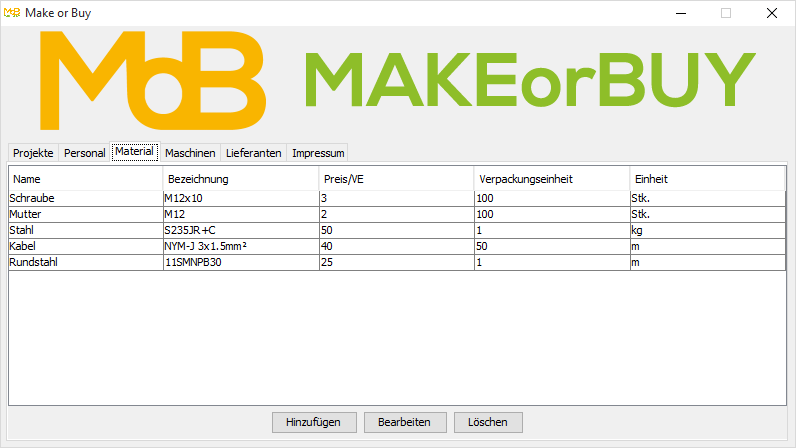 Make or Buy
MoB MAKEorBUY
Projekte Personal Material Maschinen Lieferanten Impressum
Name Bezeichnung Preis/VE Verpackungseinheit Einheit
Schraube M12x10 3 100 Stk.
Mutter M12 2 100 Stk.
Stahl S235JR+C 50 1 kg
Kabel NYM-J 3x1.5mm² 40 50 m
Rundstahl 11SMNPB30 25 1 m
Hinzufügen Bearbeiten Löschen